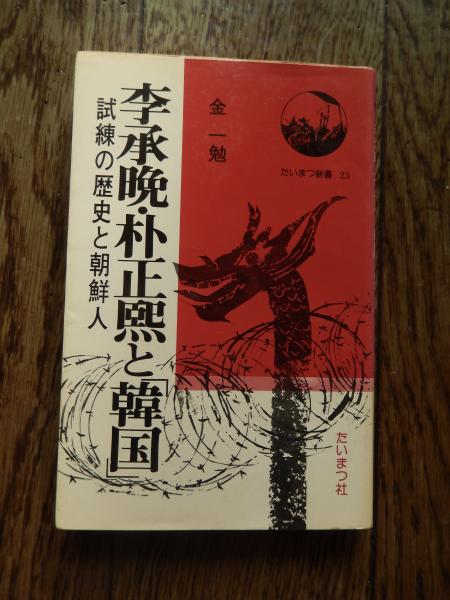 李承晩・朴正熙と「韓国」
試練の歴史と朝鮮人
金一勉
たいまつ新書 23
たいまつ社